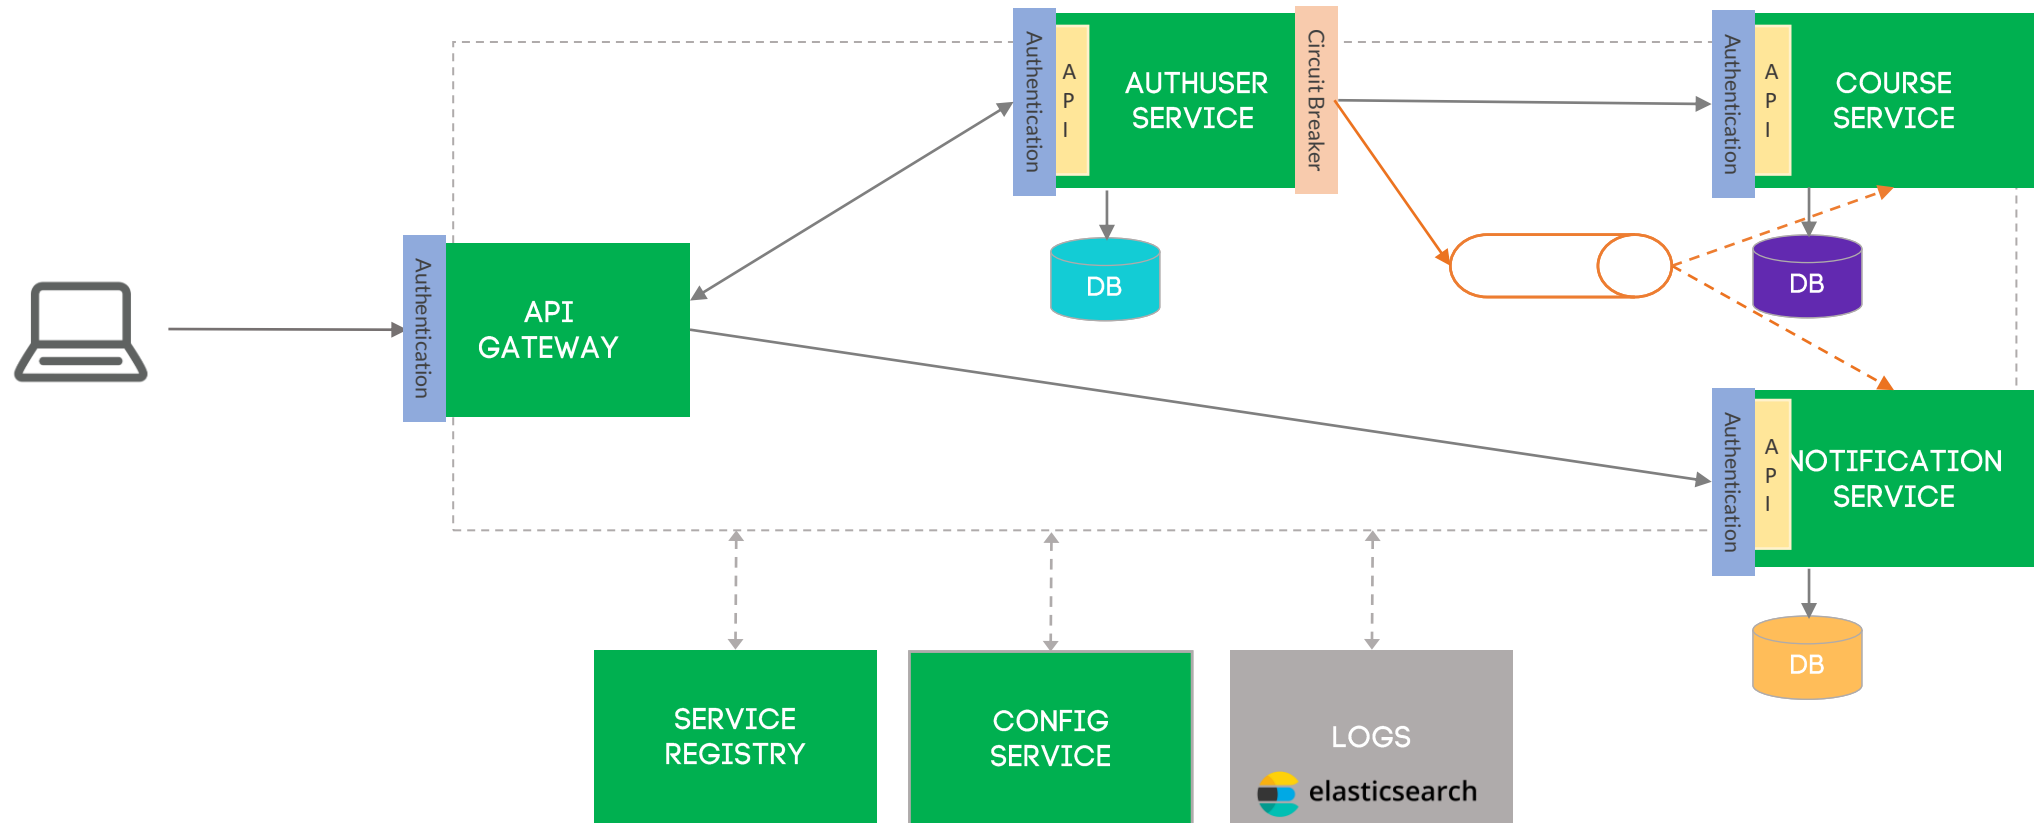 Authentication
A
P
I
AUTHUSER
SERVICE
Circuit Breaker
Authentication
A
P
I
COURSE
SERVICE
DB
DB
Authentication
API
GATEWAY
Authentication
A
P
I
NOTIFICATION
SERVICE
DB
SERVICE
REGISTRY
CONFIG
SERVICE
LOGS
elasticsearch